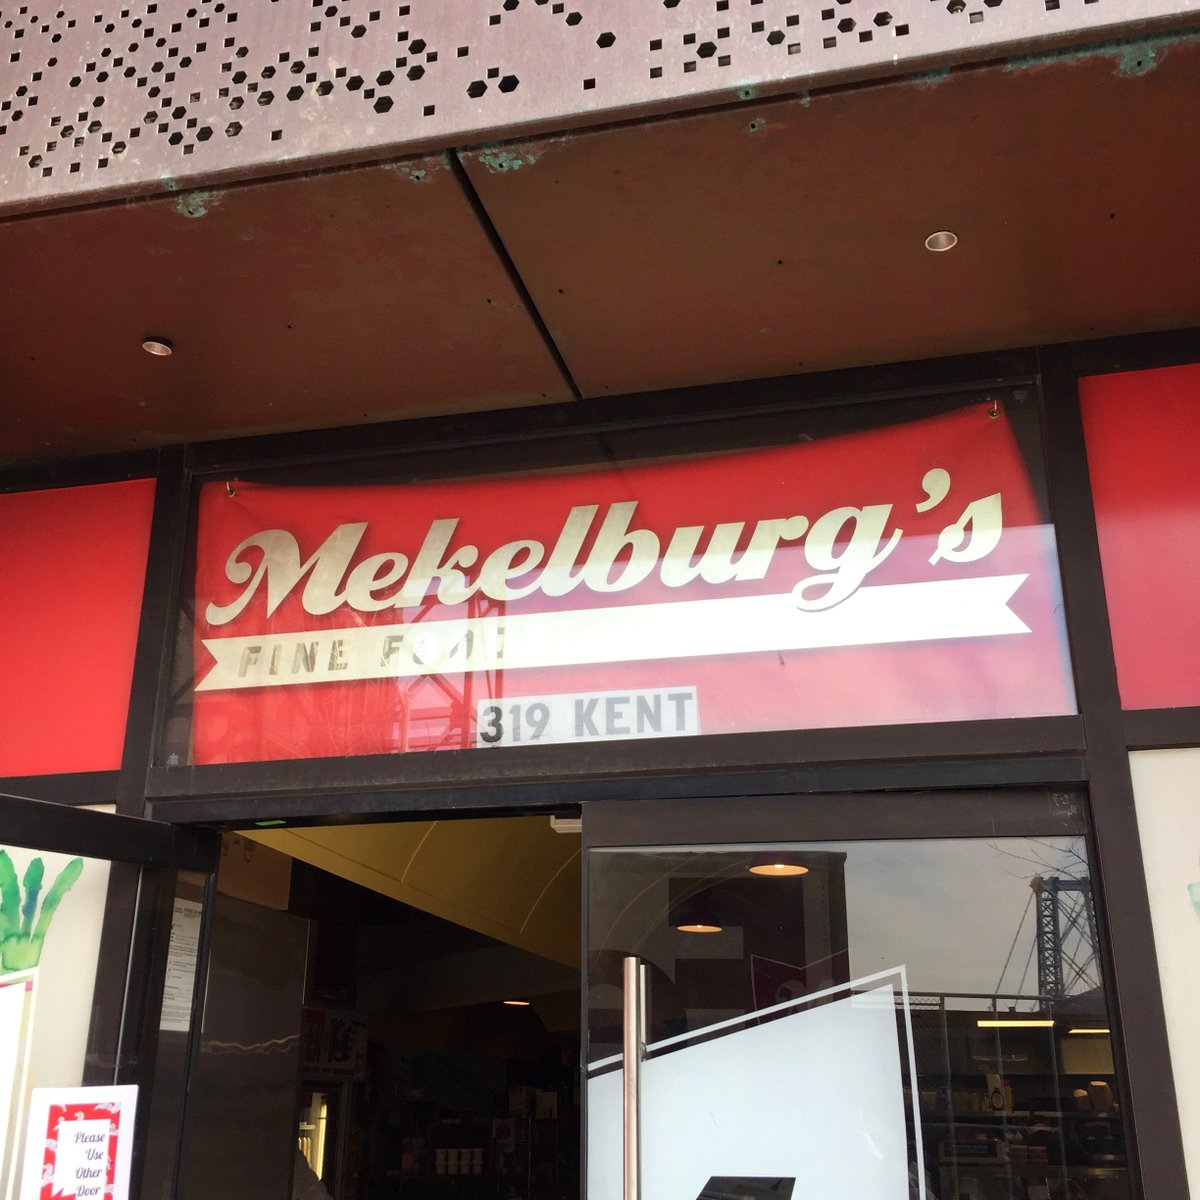 Mekelburg's
FINE FOO
319 KENT
Please
Use
Other
Door